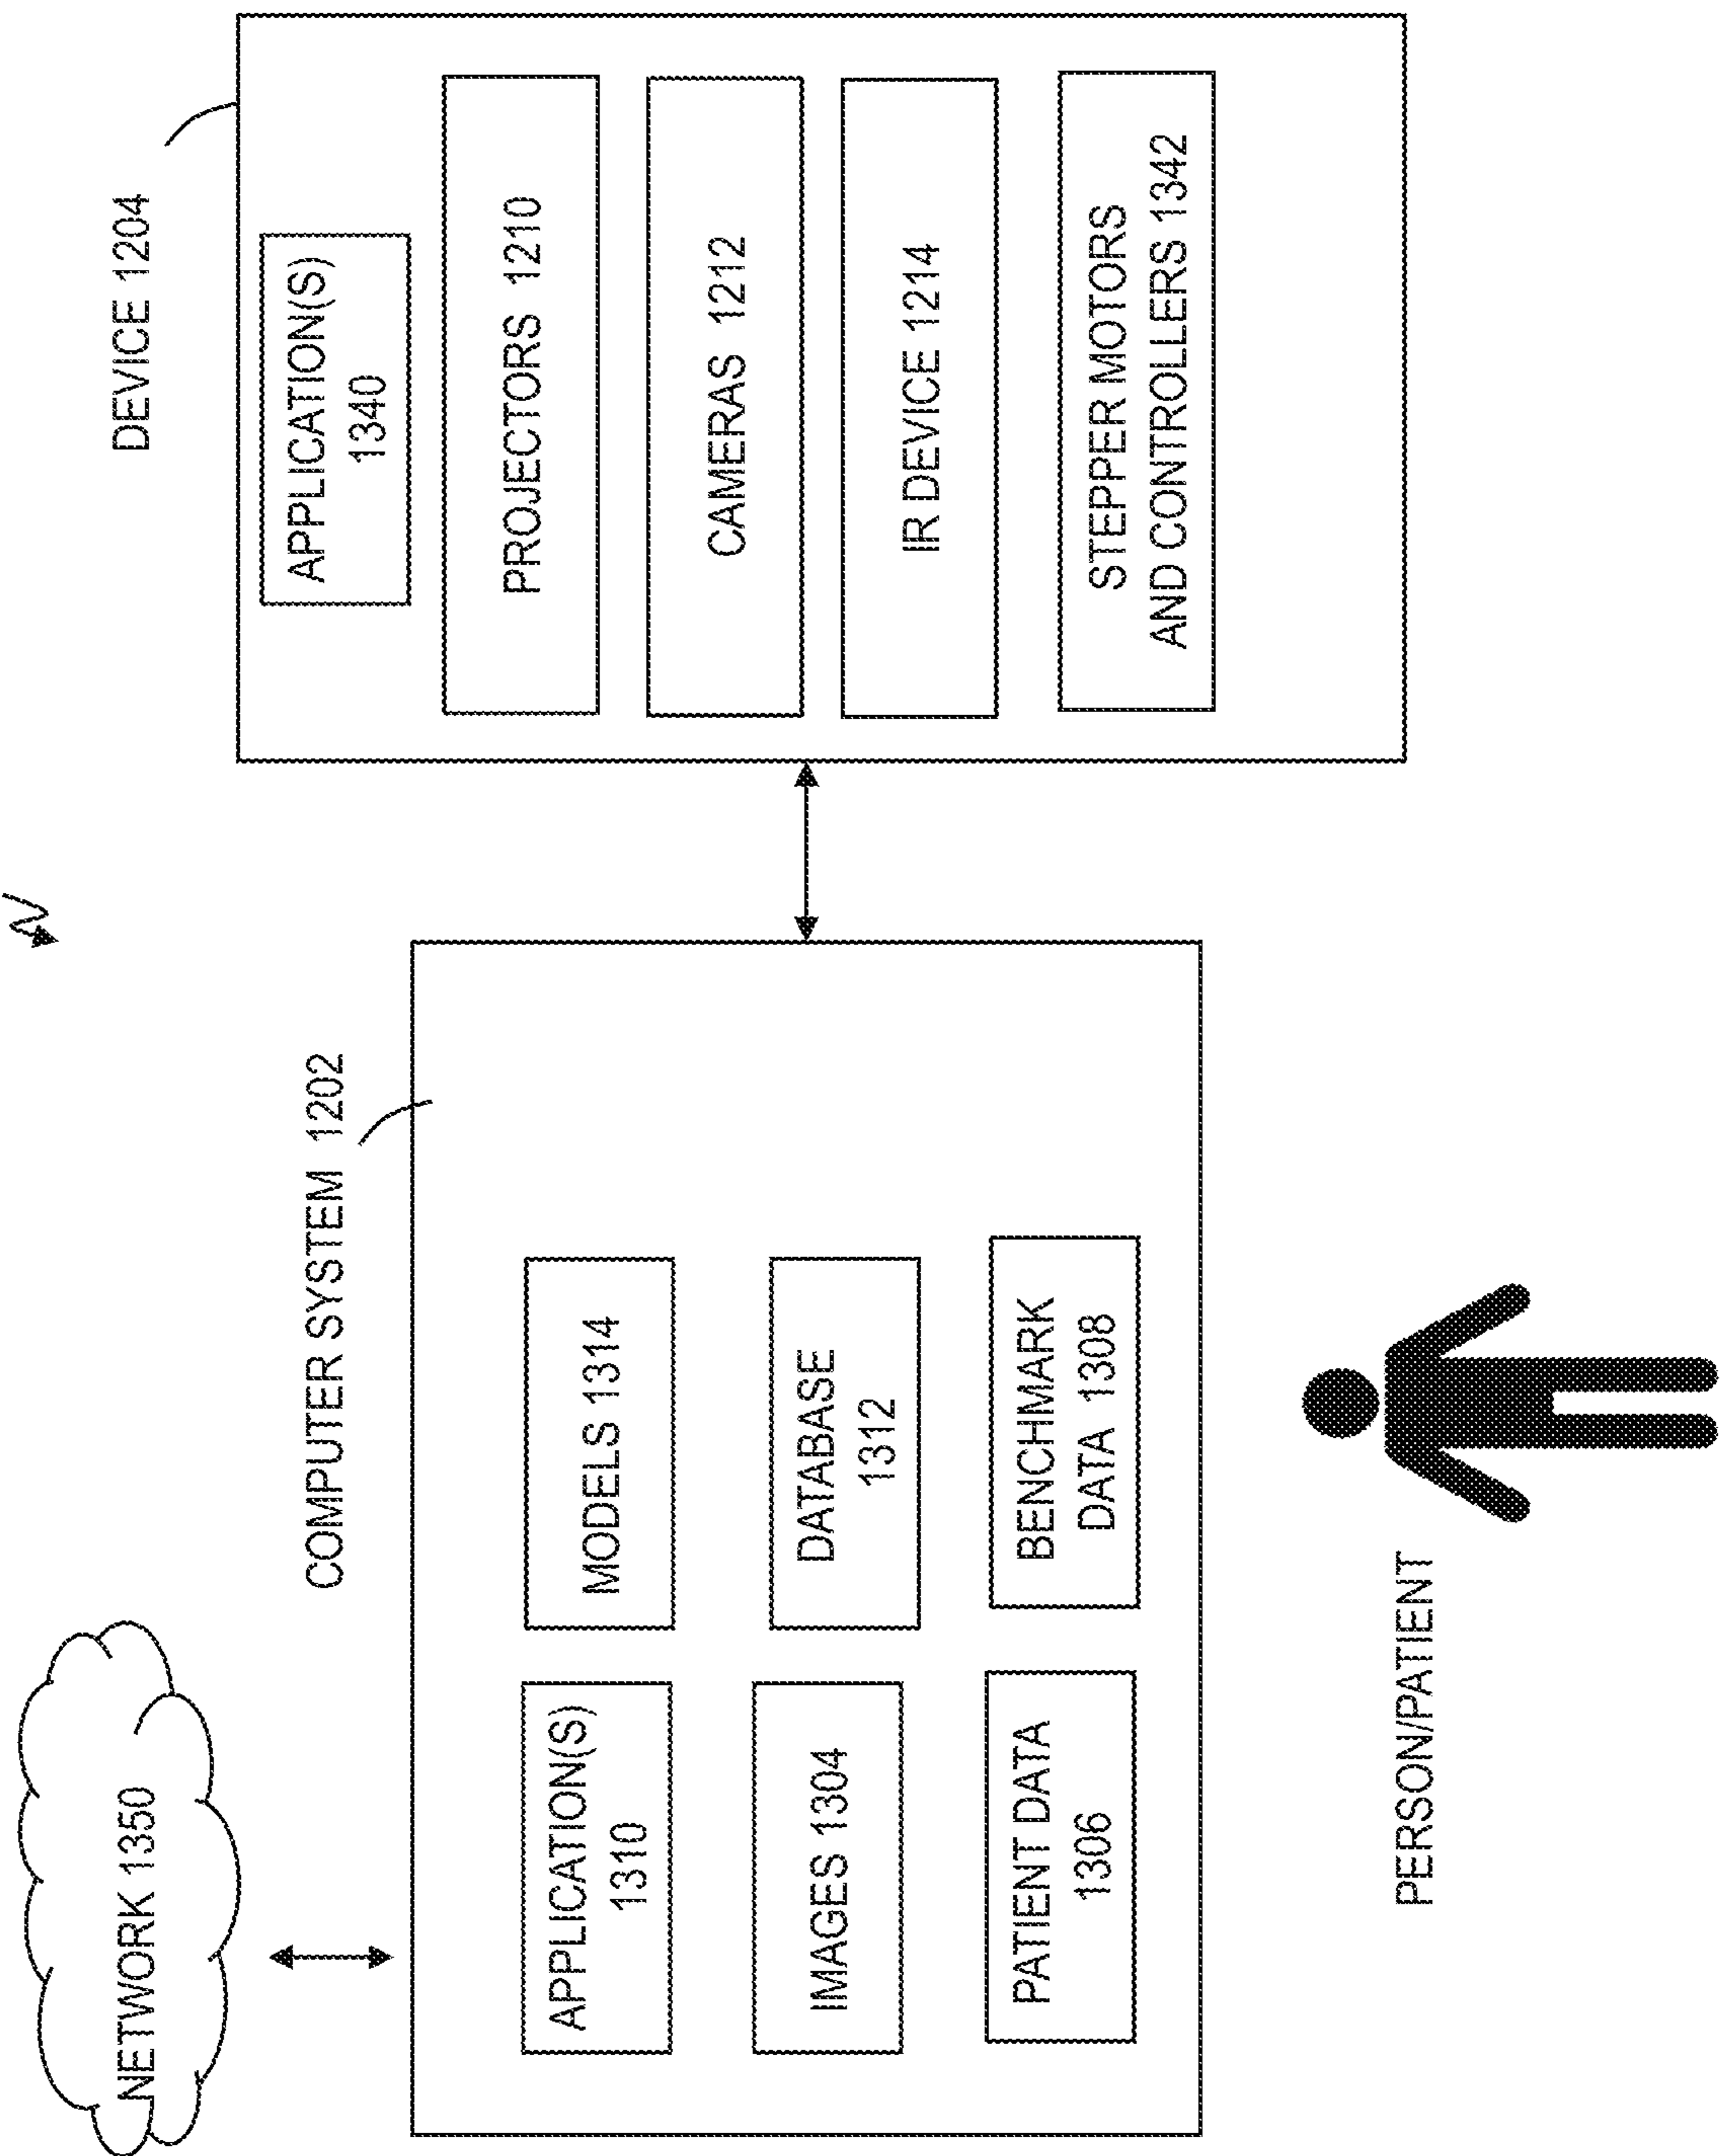 NETWORK 1350
COMPUTER SYSTEM 1202
APPLICATION(S)
1310
MODELS 1314
IMAGES 1304
DATABASE
1312
PATIENT DATA
1306
BENCHMARK
DATA 1308
PERSON/PATIENT
DEVICE 1204
APPLICATION(S)
1340
PROJECTORS 1210
CAMERAS 1212
IR DEVICE 1214
STEPPER MOTORS
AND CONTROLLERS 1342